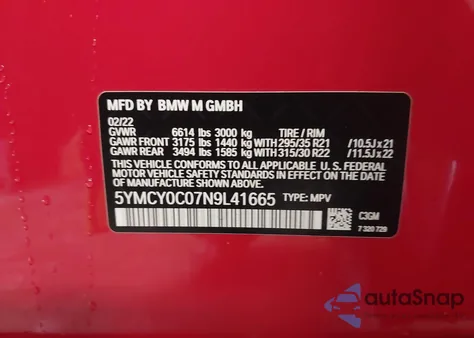 MFD BY BMW M GMBH
02/22
GVWR 6614 lbs 3000 kg TIRE / RIM
GAWR FRONT 3175 lbs 1440 kg WITH 295/35 R21 / 10.5J x 21
GAWR REAR 3494 lbs 1585 kg WITH 315/30 R22 / 11.5J x 22
THIS VEHICLE CONFORMS TO ALL APPLICABLE U. S. FEDERAL
MOTOR VEHICLE SAFETY STANDARDS IN EFFECT ON THE
DATE OF MANUFACTURE SHOWN ABOVE.
5YMCY0C07N9L41665 TYPE: MPV
C3GM
7 320 729
autoSnap